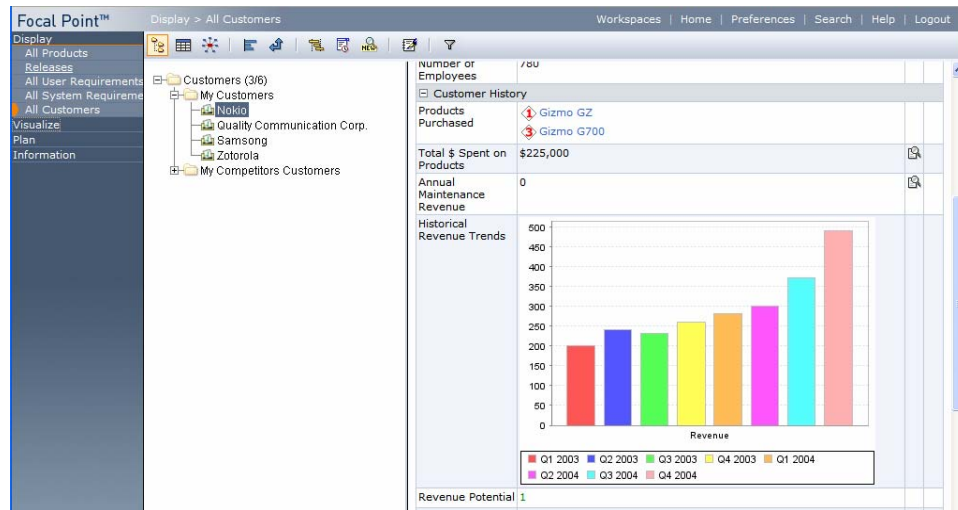 Focal Point™
Display > All Customers
Workspaces | Home | Preferences | Search | Help | Logout
Display
All Products
Releases
All User Requirements
All System Requireme
All Customers
Visualize
Plan
Information
NEW
Customers (3/6)
My Customers
Nokio
Quality Communication Corp.
Samsong
Zotorola
My Competitors Customers
Number of Employees
780
Customer History
Products Purchased
1 Gizmo GZ
3 Gizmo G700
Total $ Spent on Products
$225,000
Annual Maintenance Revenue
0
Historical Revenue Trends
500
450
400
350
300
250
200
150
100
50
0
Revenue
Q1 2003 Q2 2003 Q3 2003 Q4 2003 Q1 2004
Q2 2004 Q3 2004 Q4 2004
Revenue Potential 1